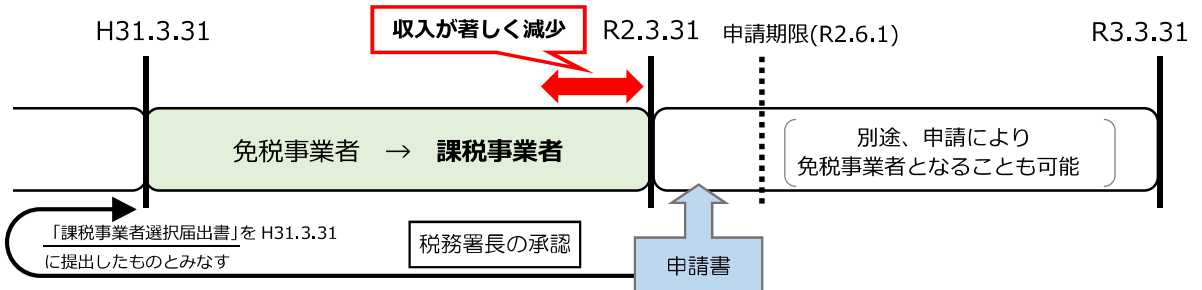 H31.3.31
収入が著しく減少
R2.3.31
申請期限(R2.6.1)
R3.3.31
免税事業者 → 課税事業者
別途、申請により
免税事業者となることも可能
「課税事業者選択届出書」を H31.3.31
に提出したものとみなす
税務署長の承認
申請書